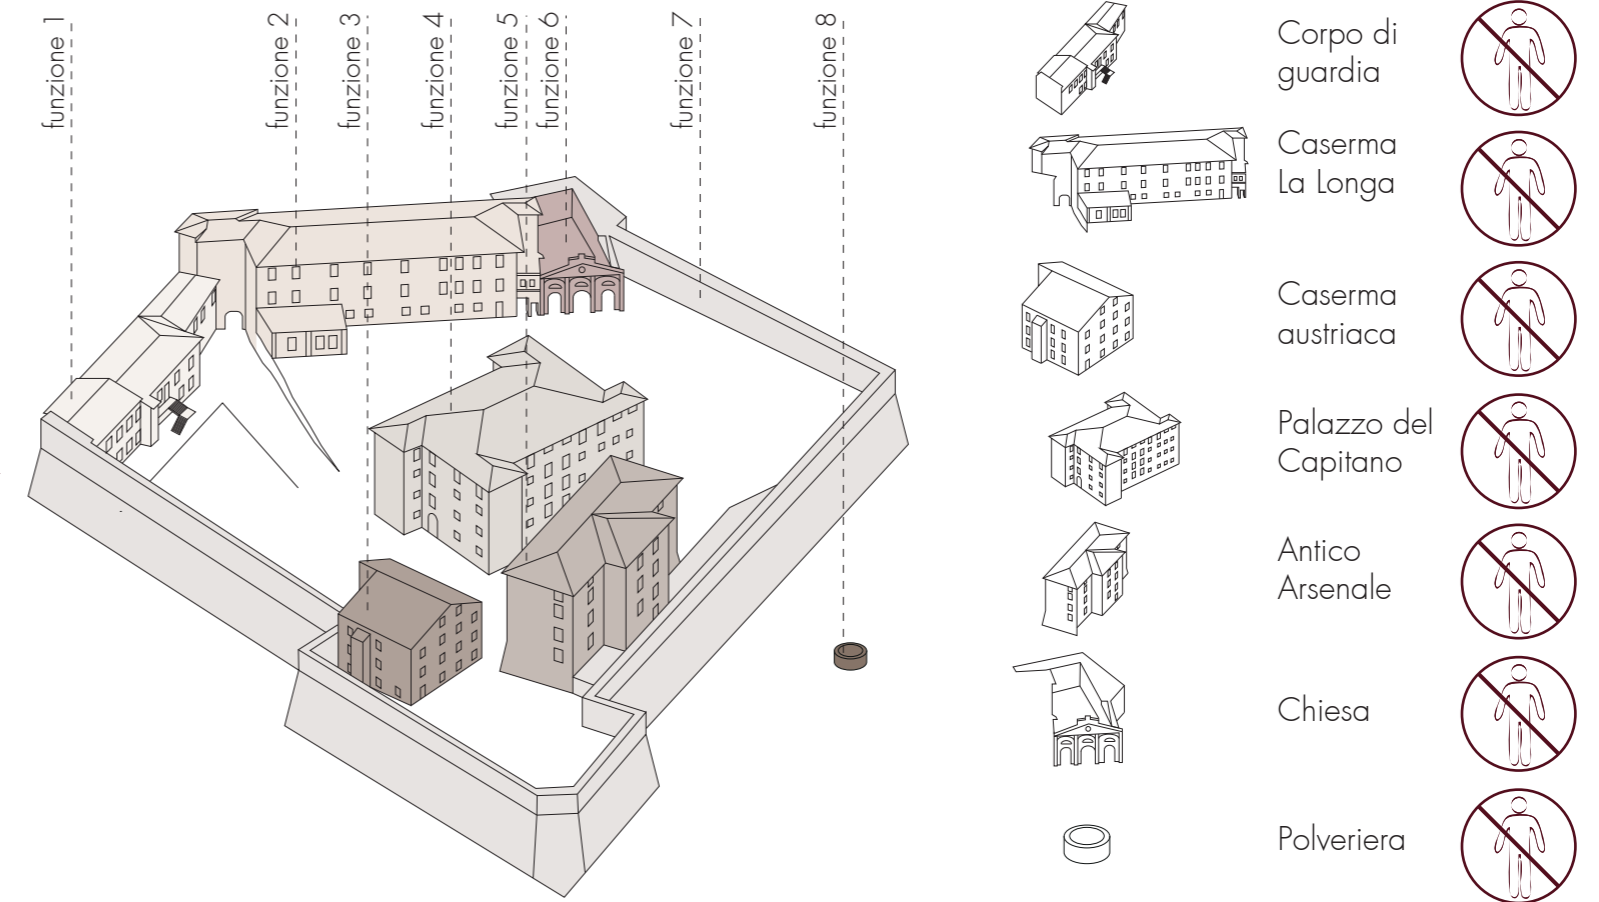 funzione 1
funzione 2
funzione 3
funzione 4
funzione 5
funzione 6
funzione 7
funzione 8
Corpo di
guardia
Caserma
La Longa
Caserma
austriaca
Palazzo del
Capitano
Antico
Arsenale
Chiesa
Polveriera